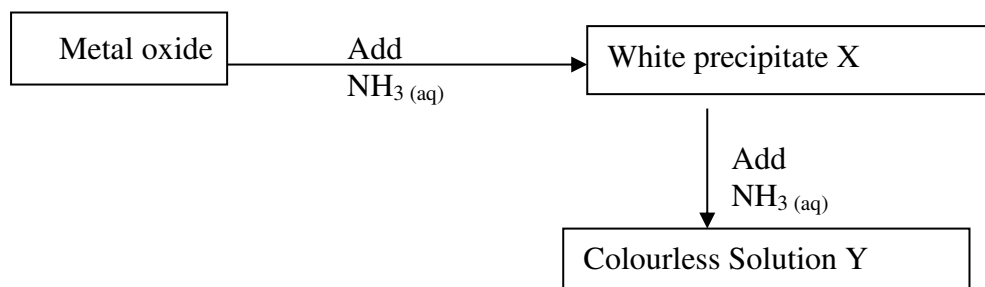 Metal oxide
Add
NH₃ (aq)
White precipitate X
Add
NH₃ (aq)
Colourless Solution Y